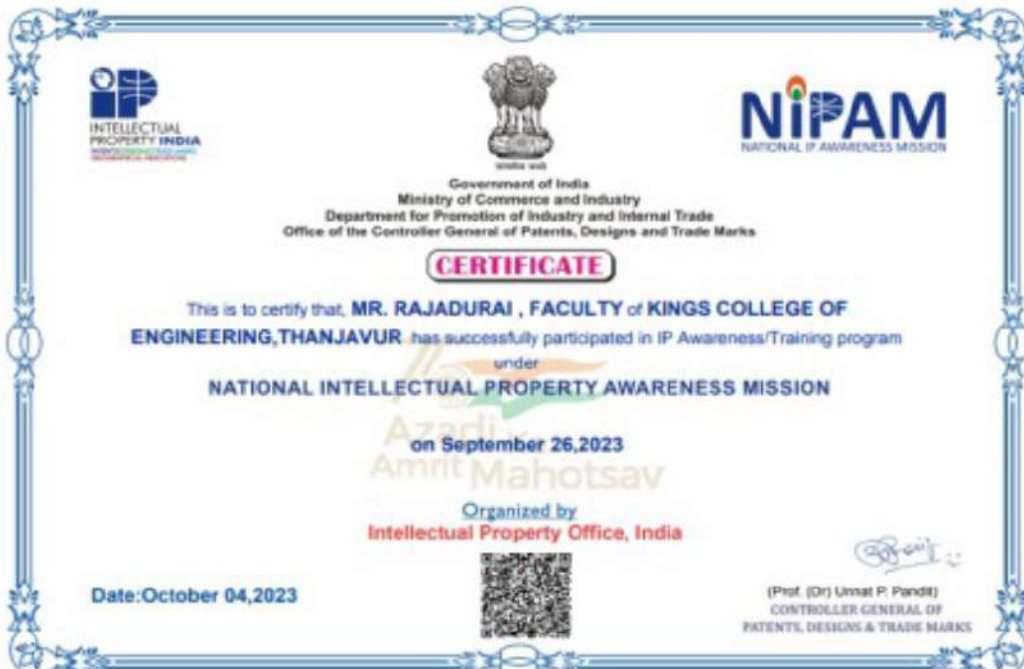 iP
INTELLECTUAL
PROPERTY INDIA
NiPAM
NATIONAL IP AWARENESS MISSION
Government of India
Ministry of Commerce and Industry
Department for Promotion of Industry and Internal Trade
Office of the Controller General of Patents, Designs and Trade Marks
CERTIFICATE
This is to certify that, MR. RAJADURAI , FACULTY of KINGS COLLEGE OF
ENGINEERING,THANJAVUR has successfully participated in IP Awareness/Training program
under
NATIONAL INTELLECTUAL PROPERTY AWARENESS MISSION
Azadi
on September 26,2023
Amrit Mahotsav
Organized by
Intellectual Property Office, India
Date:October 04,2023
(Prof. (Dr) Unnat P. Pandit)
CONTROLLER GENERAL OF
PATENTS, DESIGNS & TRADE MARKS